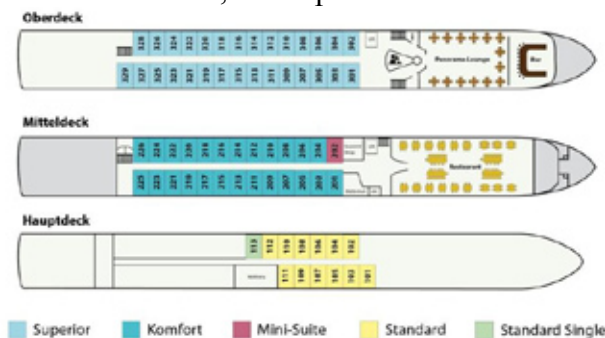 Oberdeck
328 326 324 322 320 318 316 314 312 310 308 306 304 302
329 327 325 323 321 319 317 315 313 311 309 307 305 303 301
Panorama-Lounge
Bar
Mitteldeck
226 224 222 220 218 216 214 212 210 208 206 204 202
225 223 221 219 217 215 213 211 209 207 205 203 201
Restaurant
Hauptdeck
113 112 110 108 106 104 102
111 109 107 105 103 101
Superior
Komfort
Mini-Suite
Standard
Standard Single